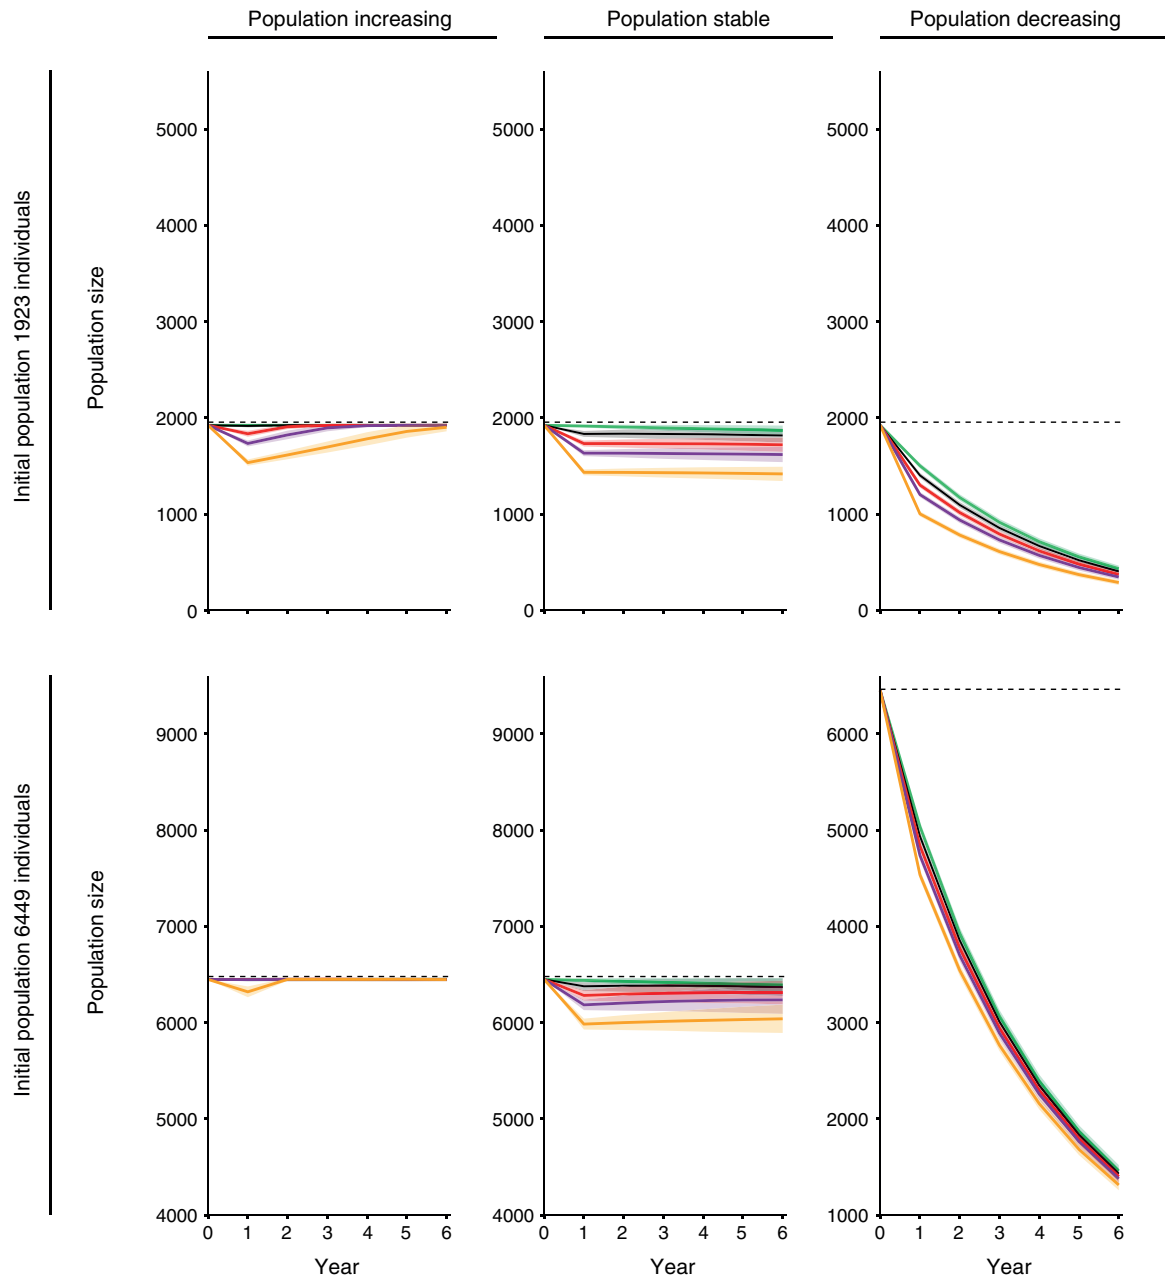 Population increasing
Population stable
Population decreasing
Initial population 1923 individuals
Population size
5000
4000
3000
2000
1000
0
5000
4000
3000
2000
1000
0
5000
4000
3000
2000
1000
0
Initial population 6449 individuals
Population size
9000
8000
7000
6000
5000
4000
0 1 2 3 4 5 6
Year
9000
8000
7000
6000
5000
4000
0 1 2 3 4 5 6
Year
6000
5000
4000
3000
2000
1000
0 1 2 3 4 5 6
Year